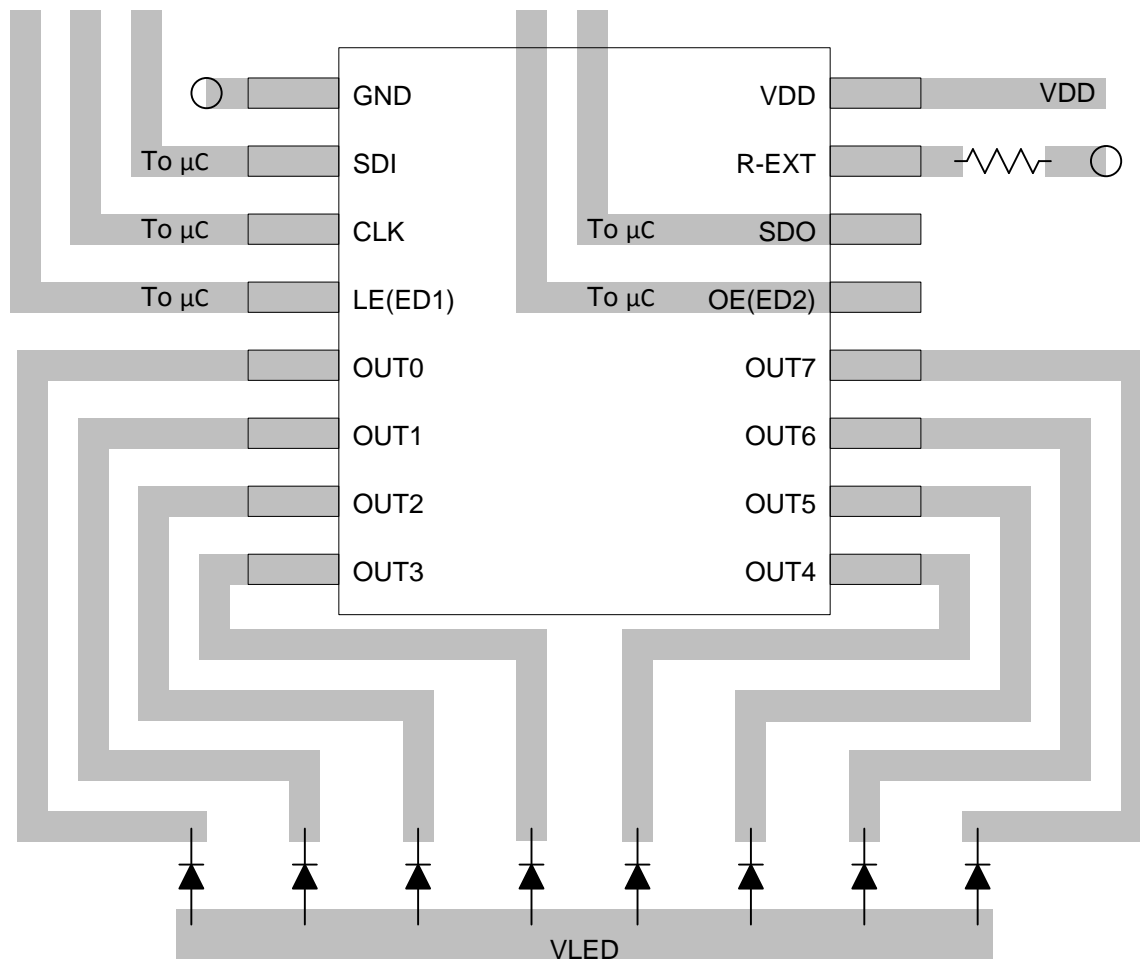 GND VDD VDD
To μC SDI R-EXT
To μC CLK To μC SDO
To μC LE(ED1) To μC OE(ED2)
OUT0 OUT7
OUT1 OUT6
OUT2 OUT5
OUT3 OUT4
VLED